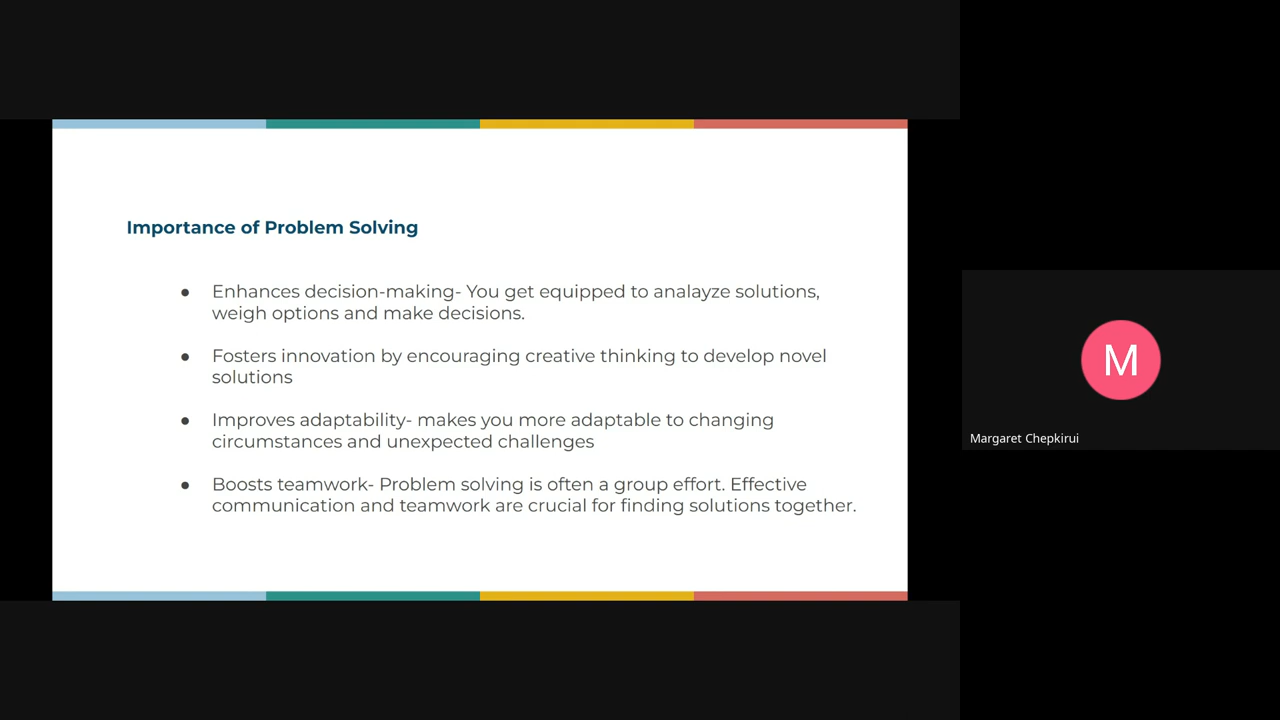 Importance of Problem Solving
● Enhances decision-making- You get equipped to analayze solutions,
weigh options and make decisions.
● Fosters innovation by encouraging creative thinking to develop novel
solutions
● Improves adaptability- makes you more adaptable to changing
circumstances and unexpected challenges
● Boosts teamwork- Problem solving is often a group effort. Effective
communication and teamwork are crucial for finding solutions together.
M
Margaret Chepkirui